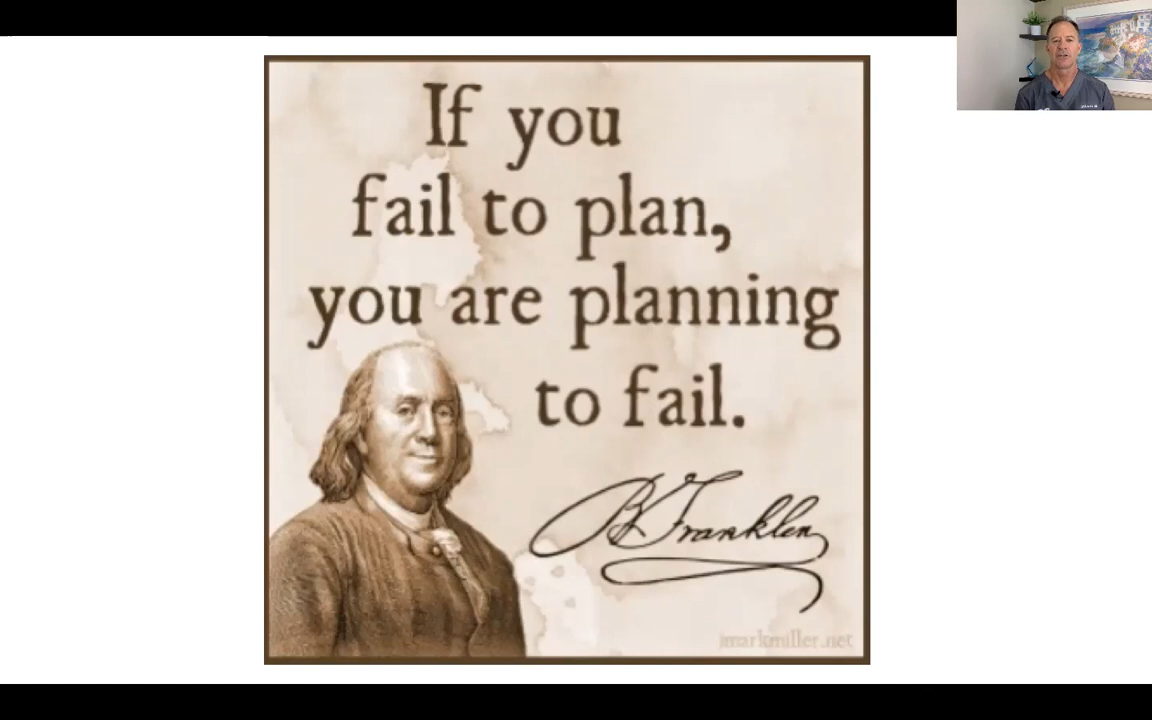 If you
fail to plan,
you are planning
to fail.
B Franklin
jmarkmiller.net